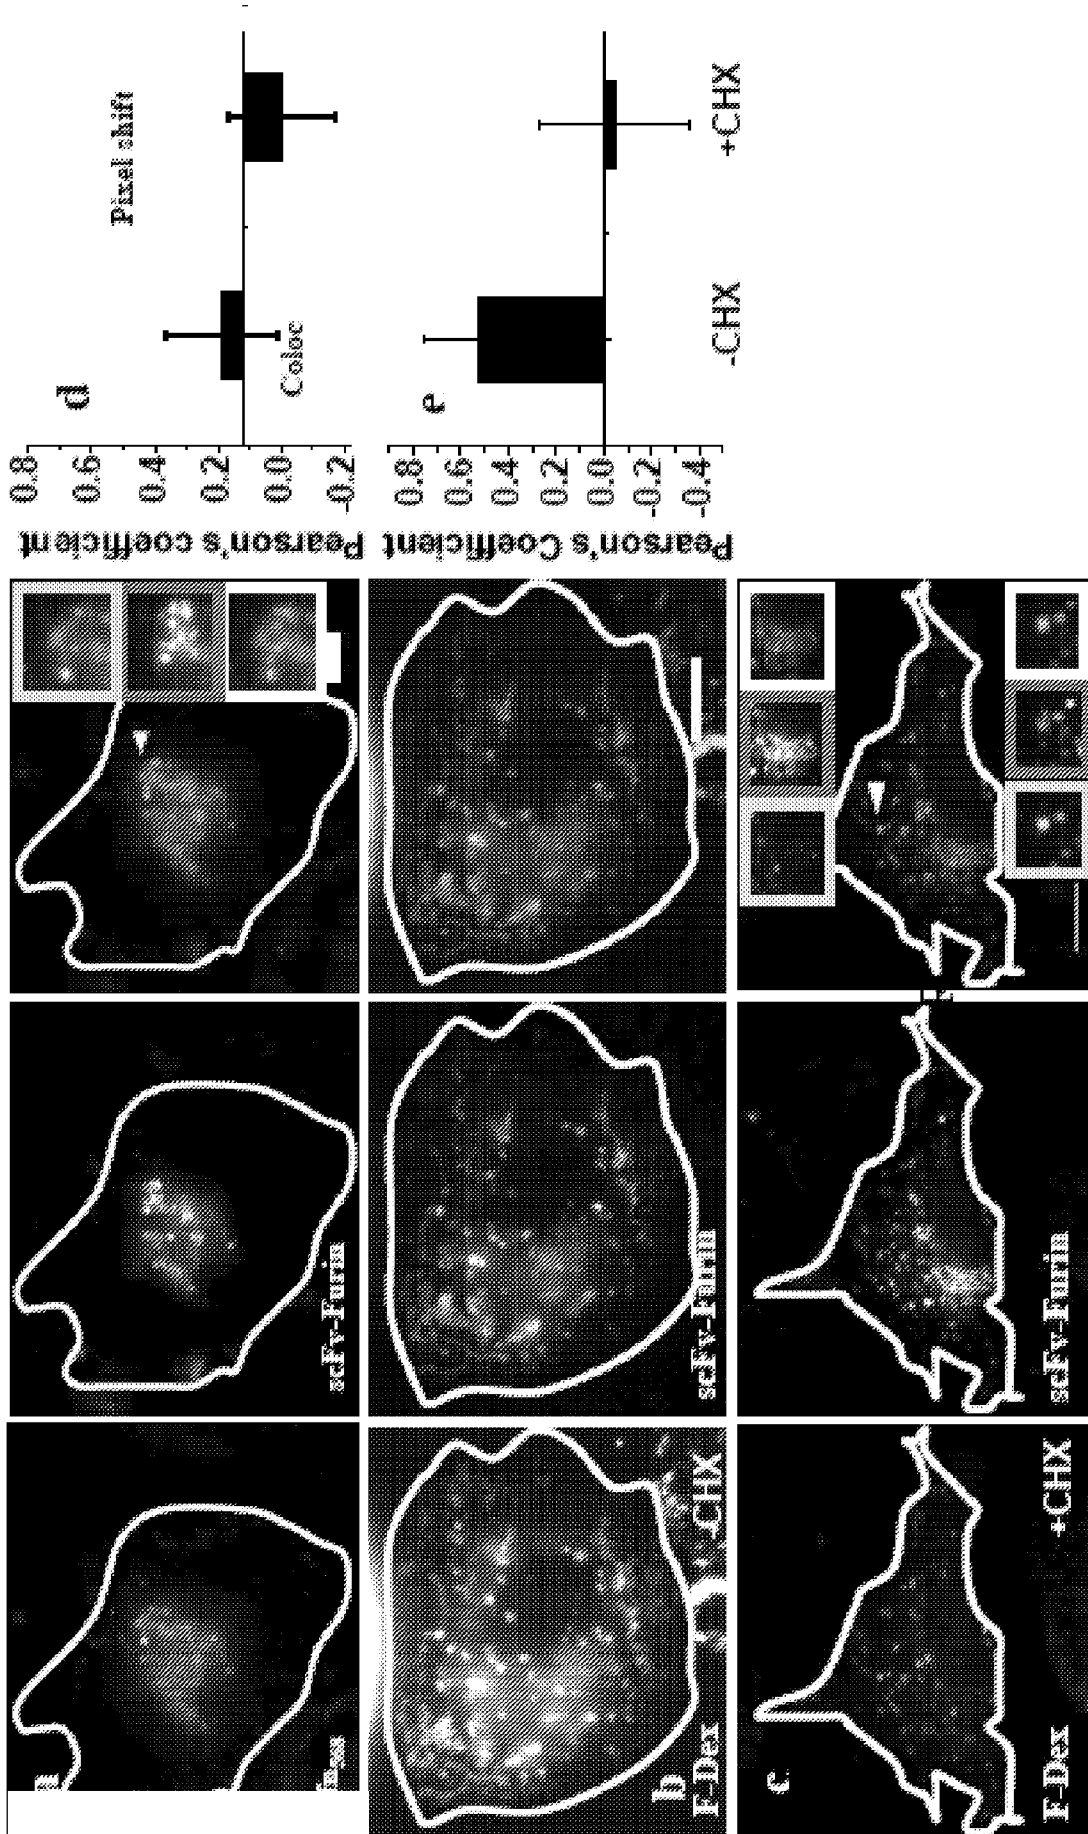 scFv-Furin
b
F-Dex
-CHX
scFv-Furin
c
F-Dex
+CHX
scFv-Furin
d
Pearson's coefficient
0.8
0.6
0.4
0.2
0.0
-0.2
Coloc
Pixel shift
e
Pearson's Coefficient
0.8
0.6
0.4
0.2
0.0
-0.2
-0.4
-CHX
+CHX